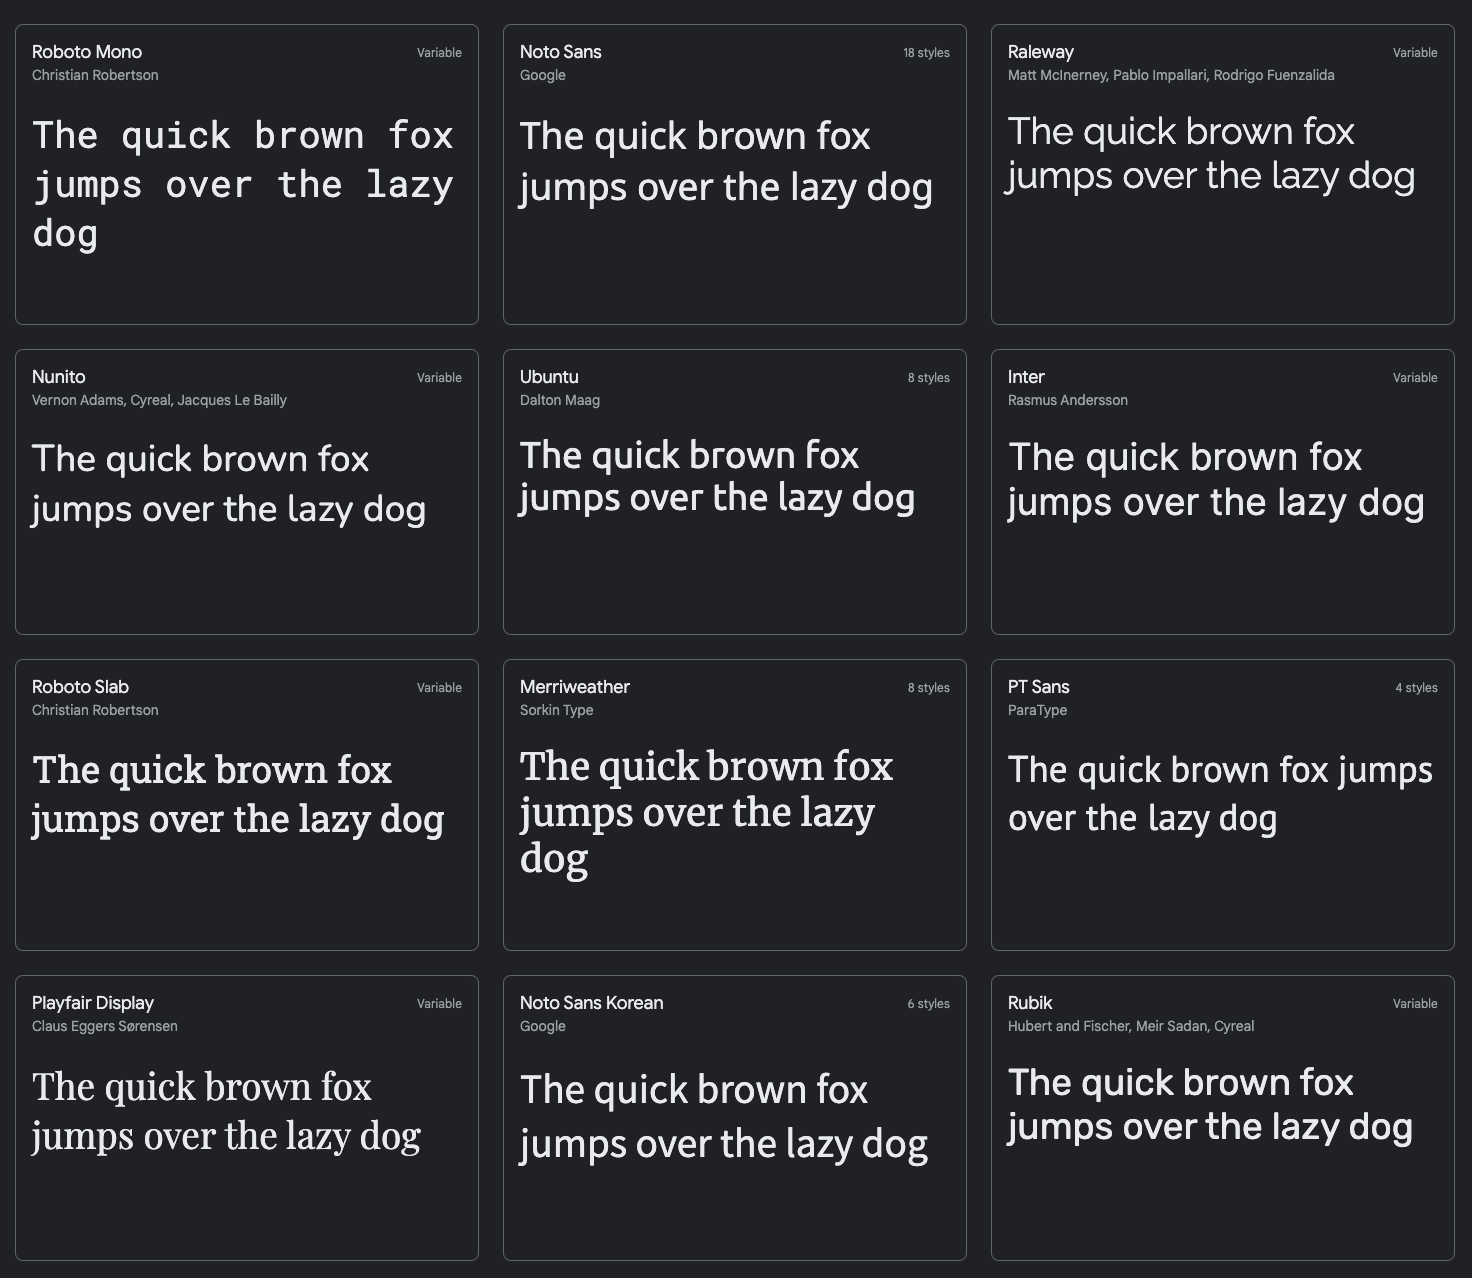 Roboto Mono
Variable
Christian Robertson
The quick brown fox
jumps over the lazy
dog
Noto Sans
18 styles
Google
The quick brown fox
jumps over the lazy dog
Raleway
Variable
Matt McInerney, Pablo Impallari, Rodrigo Fuenzalida
The quick brown fox
jumps over the lazy dog
Nunito
Variable
Vernon Adams, Cyreal, Jacques Le Bailly
The quick brown fox
jumps over the lazy dog
Ubuntu
8 styles
Dalton Maag
The quick brown fox
jumps over the lazy dog
Inter
Variable
Rasmus Andersson
The quick brown fox
jumps over the lazy dog
Roboto Slab
Variable
Christian Robertson
The quick brown fox
jumps over the lazy dog
Merriweather
8 styles
Sorkin Type
The quick brown fox
jumps over the lazy
dog
PT Sans
4 styles
ParaType
The quick brown fox jumps
over the lazy dog
Playfair Display
Variable
Claus Eggers Sørensen
The quick brown fox
jumps over the lazy dog
Noto Sans Korean
6 styles
Google
The quick brown fox
jumps over the lazy dog
Rubik
Variable
Hubert and Fischer, Meir Sadan, Cyreal
The quick brown fox
jumps over the lazy dog